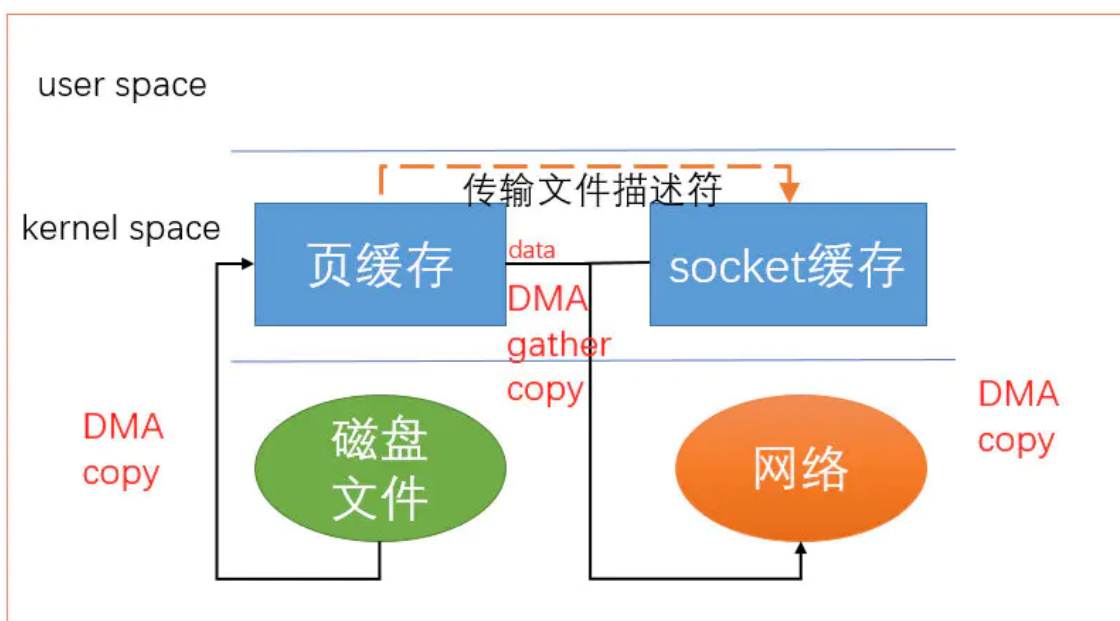 user space
传输文件描述符
kernel space
页缓存
data
socket缓存
DMA
gather
copy
DMA
copy
磁盘
文件
网络
DMA
copy